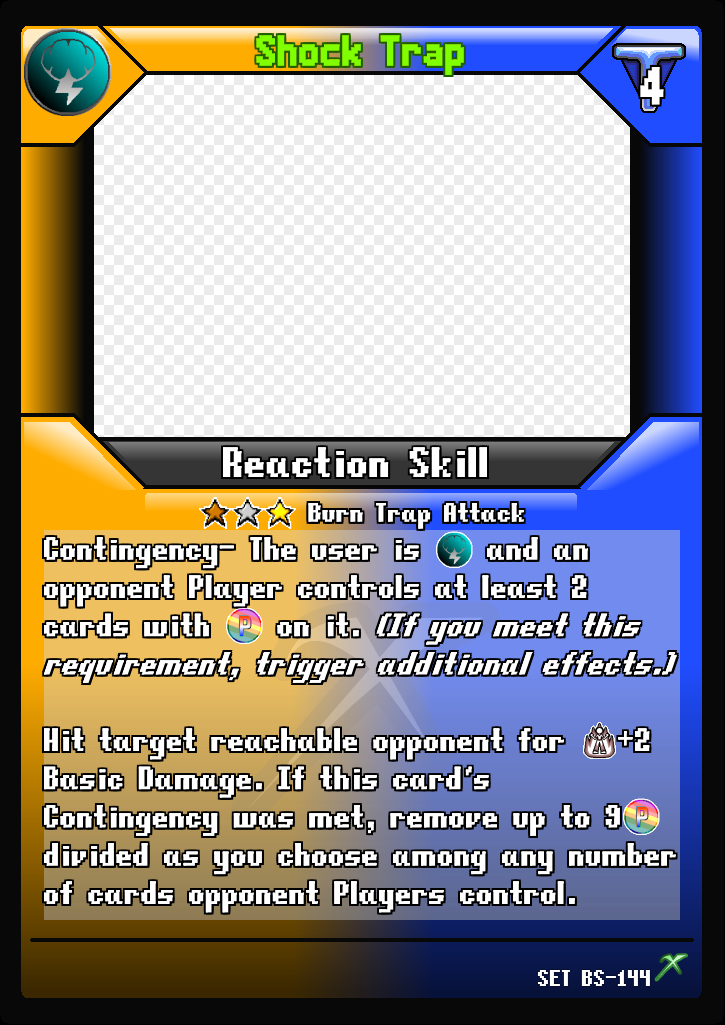 Shock Trap
4
Reaction Skill
Burn Trap Attack
Contingency- The user is and an
opponent Player controls at least 2
cards with P on it. (If you meet this
requirement, trigger additional effects.)
Hit target reachable opponent for A+2
Basic Damage. If this card's
Contingency was met, remove up to 9 P
divided as you choose among any number
of cards opponent Players control.
SET BS-144